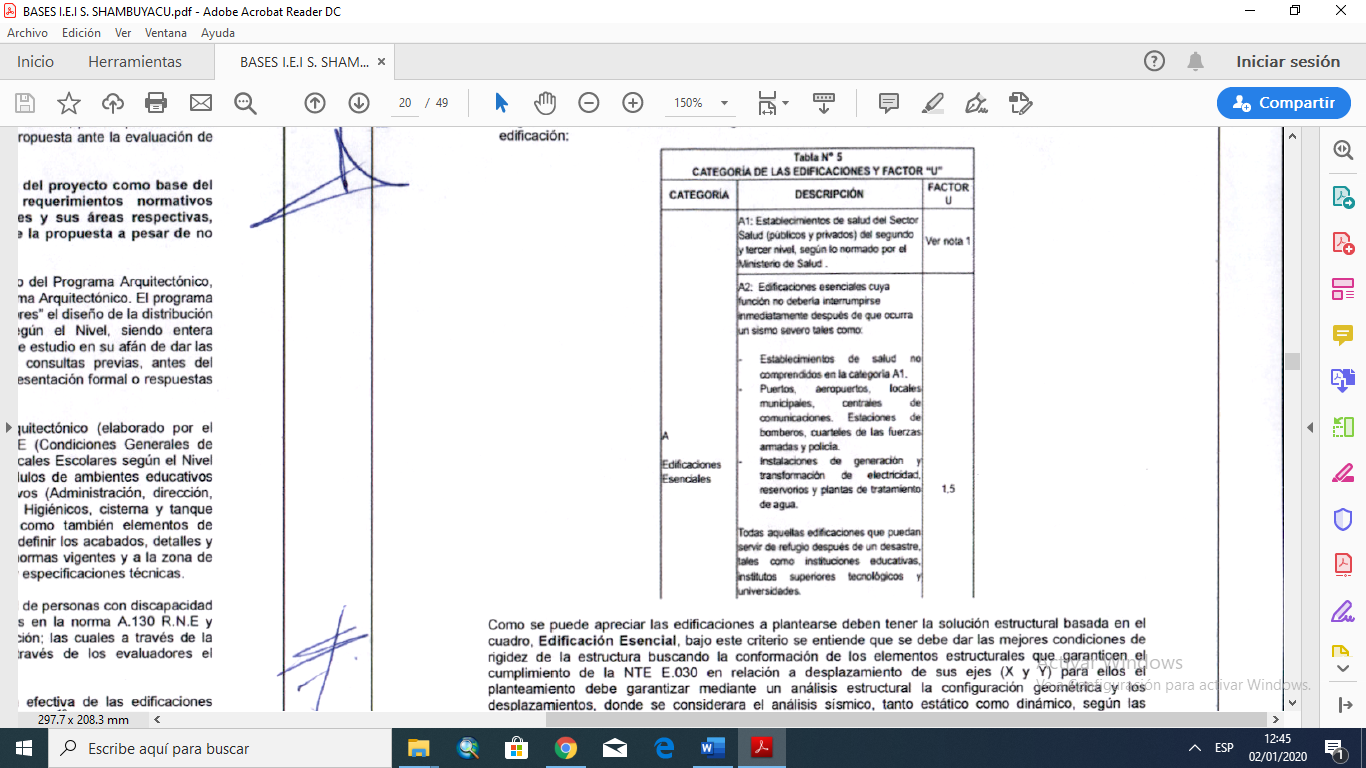 BASES I.E.I S. SHAMBUYACU.pdf - Adobe Acrobat Reader DC
Archivo Edición Ver Ventana Ayuda
Inicio Herramientas BASES I.E.I S. SHAM... × Iniciar sesión
20 / 49 150% Compartir
ropuesta ante la evaluación de
del proyecto como base del
requerimientos normativos
es y sus áreas respectivas,
e la propuesta a pesar de no
o del Programa Arquitectónico,
ma Arquitectónico. El programa
ores" el diseño de la distribución
egún el Nivel, siendo entera
e estudio en su afán de dar las
consultas previas, antes del
esentación formal o respuestas
quitectónico (elaborado por el
E (Condiciones Generales de
cales Escolares según el Nivel
ulos de ambientes educativos
vos (Administración, dirección,
Higiénicos, cisterna y tanque
como también elementos de
definir los acabados, detalles y
ormas vigentes y a la zona de
especificaciones técnicas.
de personas con discapacidad
s en la norma A.130 R.N.E y
ción; las cuales a través de la
través de los evaluadores el
efectiva de las edificaciones
edificación:
Tabla N° 5
CATEGORÍA DE LAS EDIFICACIONES Y FACTOR “U”
CATEGORÍA DESCRIPCIÓN FACTOR
U
A1: Establecimientos de salud del Sector
Salud (públicos y privados) del segundo
y tercer nivel, según lo normado por el
Ministerio de Salud .
Ver nota 1
A2: Edificaciones esenciales cuya
función no debería interrumpirse
inmediatamente después de que ocurra
un sismo severo tales como:
- Establecimientos de salud no
comprendidos en la categoría A1.
- Puertos, aeropuertos, locales
municipales, centrales de
comunicaciones. Estaciones de
bomberos, cuarteles de las fuerzas
armadas y policía.
- Instalaciones de generación y
transformación de electricidad,
reservorios y plantas de tratamiento
de agua.
Todas aquellas edificaciones que puedan
servir de refugio después de un desastre,
tales como instituciones educativas,
institutos superiores tecnológicos y
universidades.
A
Edificaciones
Esenciales
1,5
Como se puede apreciar las edificaciones a plantearse deben tener la solución estructural basada en el
cuadro, Edificación Esencial, bajo este criterio se entiende que se debe dar las mejores condiciones de
rigidez de la estructura buscando la conformación de los elementos estructurales que garanticen el
cumplimiento de la NTE E.030 en relación a desplazamiento de sus ejes (X y Y) para ellos el
planteamiento debe garantizar mediante un análisis estructural la configuración geométrica y los
desplazamientos, donde se considerara el análisis sísmico, tanto estático como dinámico, según las
Activar Windows
Ve a Configuración para activar Windows.
297.7 x 208.3 mm
Escribe aquí para buscar
ESP
12:45
02/01/2020
1